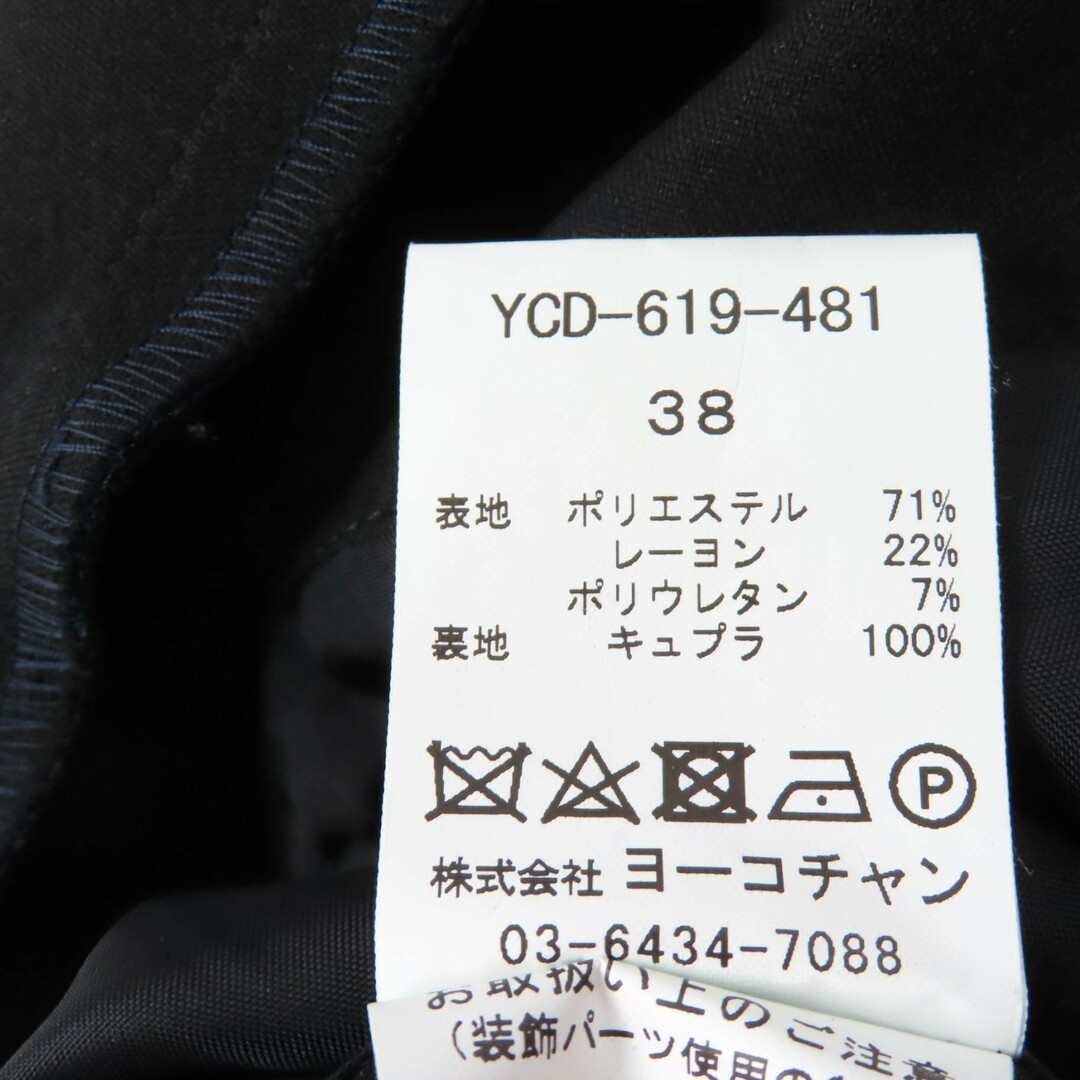 YCD-619-481
38
表地 ポリエステル 71%
レーヨン 22%
ポリウレタン 7%
裏地 キュプラ 100%
P
株式会社 ヨーコチャン
03-6434-7088
お取扱い上のご注意
(装飾パーツ使用の